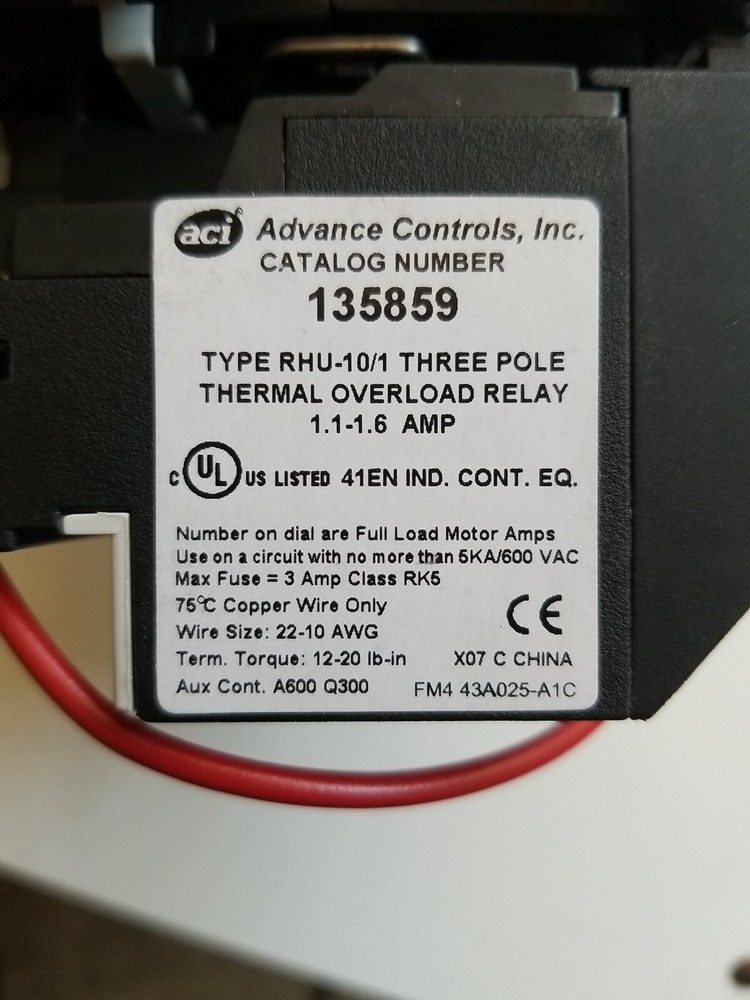 aci® Advance Controls, Inc.
CATALOG NUMBER
135859
TYPE RHU-10/1 THREE POLE
THERMAL OVERLOAD RELAY
1.1-1.6 AMP
C UL US LISTED 41EN IND. CONT. EQ.
Number on dial are Full Load Motor Amps
Use on a circuit with no more than 5KA/600 VAC
Max Fuse = 3 Amp Class RK5
75°C Copper Wire Only
CE
Wire Size: 22-10 AWG
Term. Torque: 12-20 lb-in X07 C CHINA
Aux Cont. A600 Q300 FM4 43A025-A1C